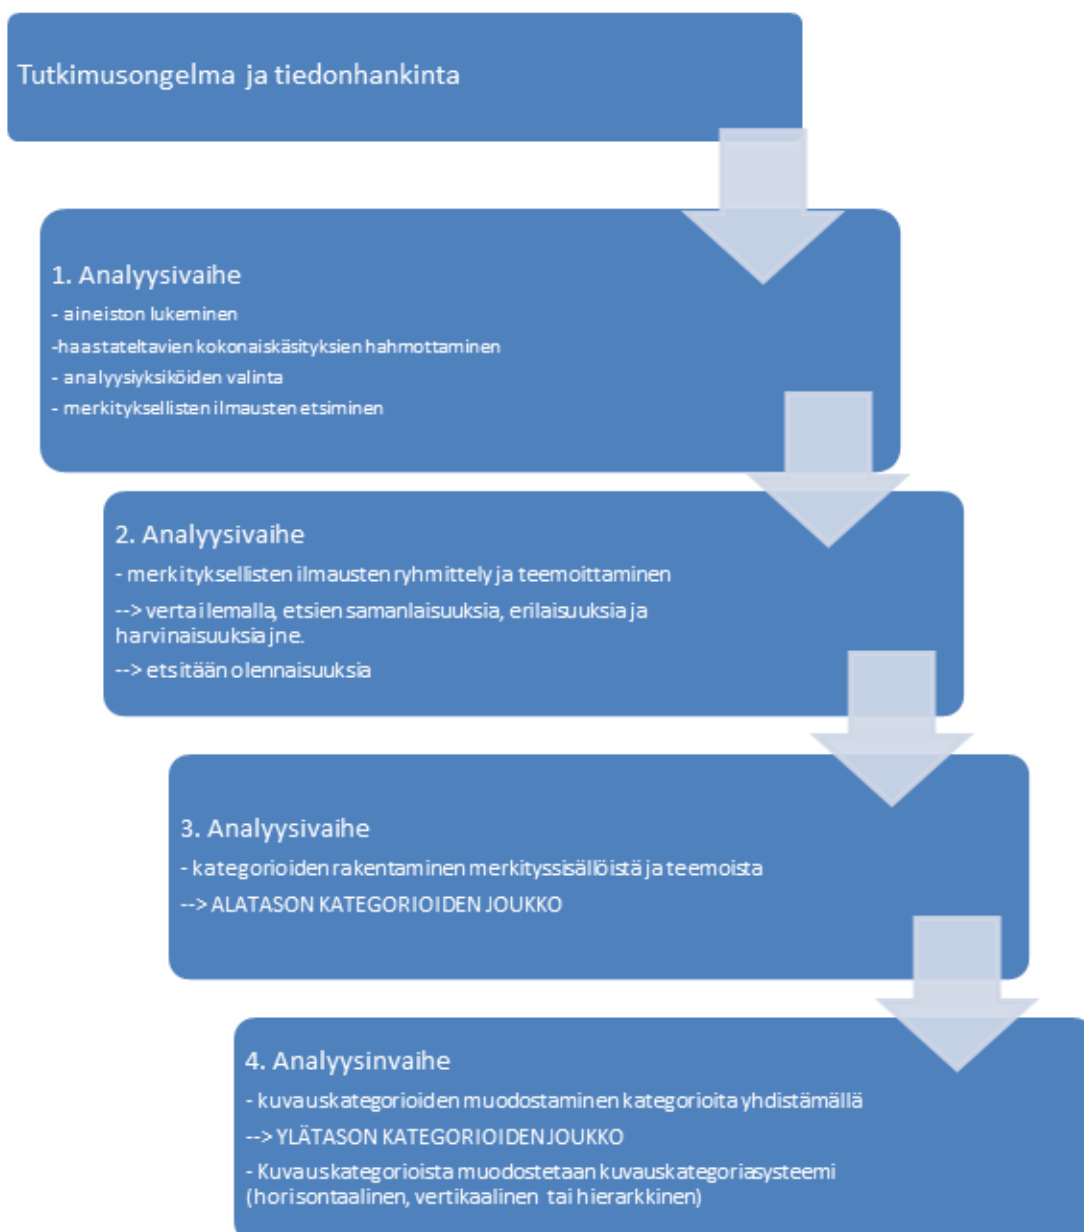 Tutkimusongelma ja tiedonhankinta
1. Analyysivaihe
- aineiston lukeminen
-haastateltavien kokonaiskäsityksien hahmottaminen
- analyysiyksiköiden valinta
- merkityksellisten ilmausten etsiminen
2. Analyysivaihe
- merkityksellisten ilmausten ryhmittely ja teemoittaminen
--> vertailemalla, etsien samanlaisuuksia, erilaisuuksia ja
harvinaisuuksia jne.
--> etsitään olennaisuuksia
3. Analyysivaihe
- kategorioiden rakentaminen merkityssisällöistä ja teemoista
--> ALATASON KATEGORIOIDEN JOUKKO
4. Analyysinvaihe
- kuvauskategorioiden muodostaminen kategorioita yhdistämällä
--> YLÄTASON KATEGORIOIDEN JOUKKO
- Kuvauskategorioista muodostetaan kuvauskategoriasysteemi
(horisontaalinen, vertikaalinen tai hierarkkinen)